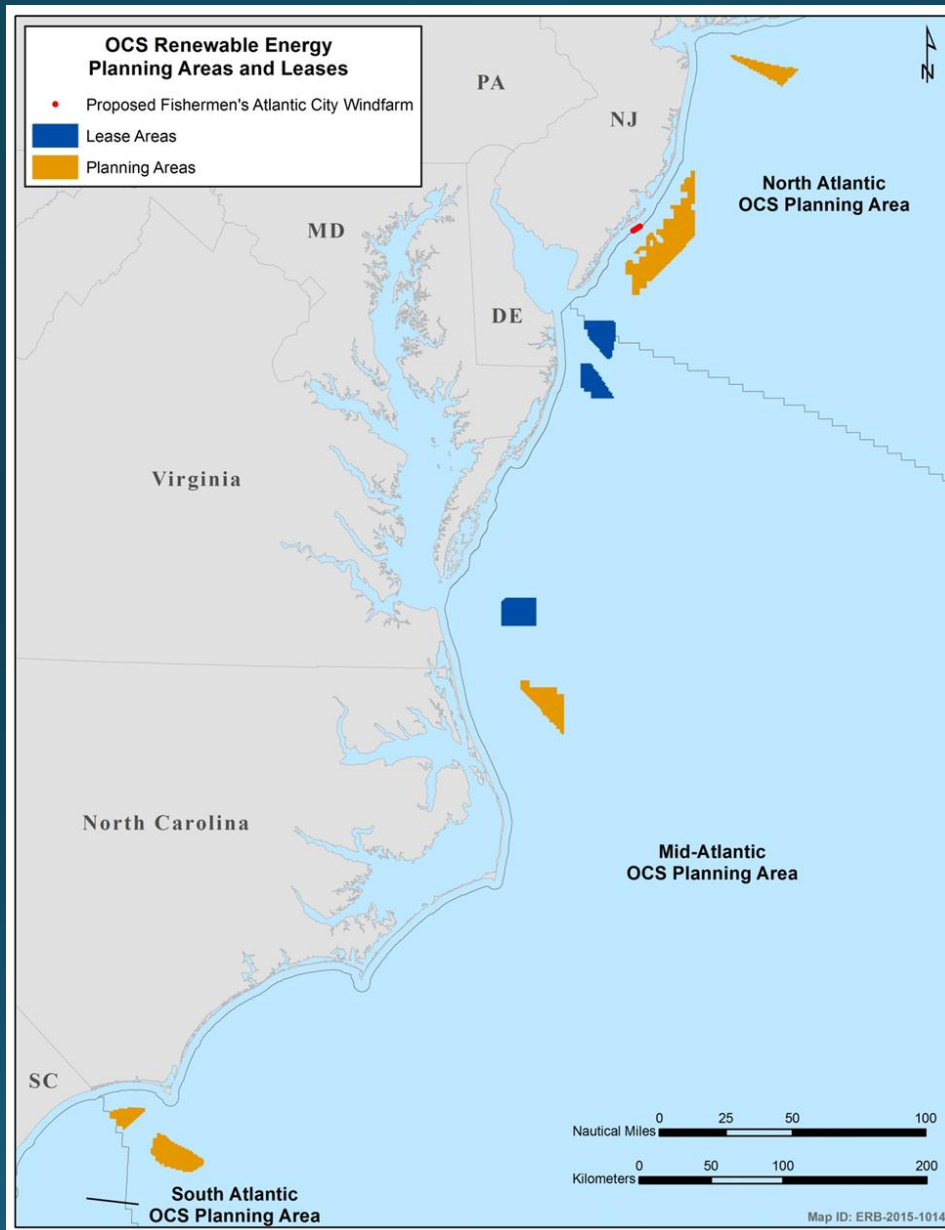 OCS Renewable Energy
Planning Areas and Leases
Proposed Fishermen's Atlantic City Windfarm
Lease Areas
Planning Areas
PA
NJ
N
North Atlantic
OCS Planning Area
MD
DE
Virginia
North Carolina
Mid-Atlantic
OCS Planning Area
SC
South Atlantic
OCS Planning Area
0 25 50 100
Nautical Miles
0 50 100 200
Kilometers
Map ID: ERB-2015-1014